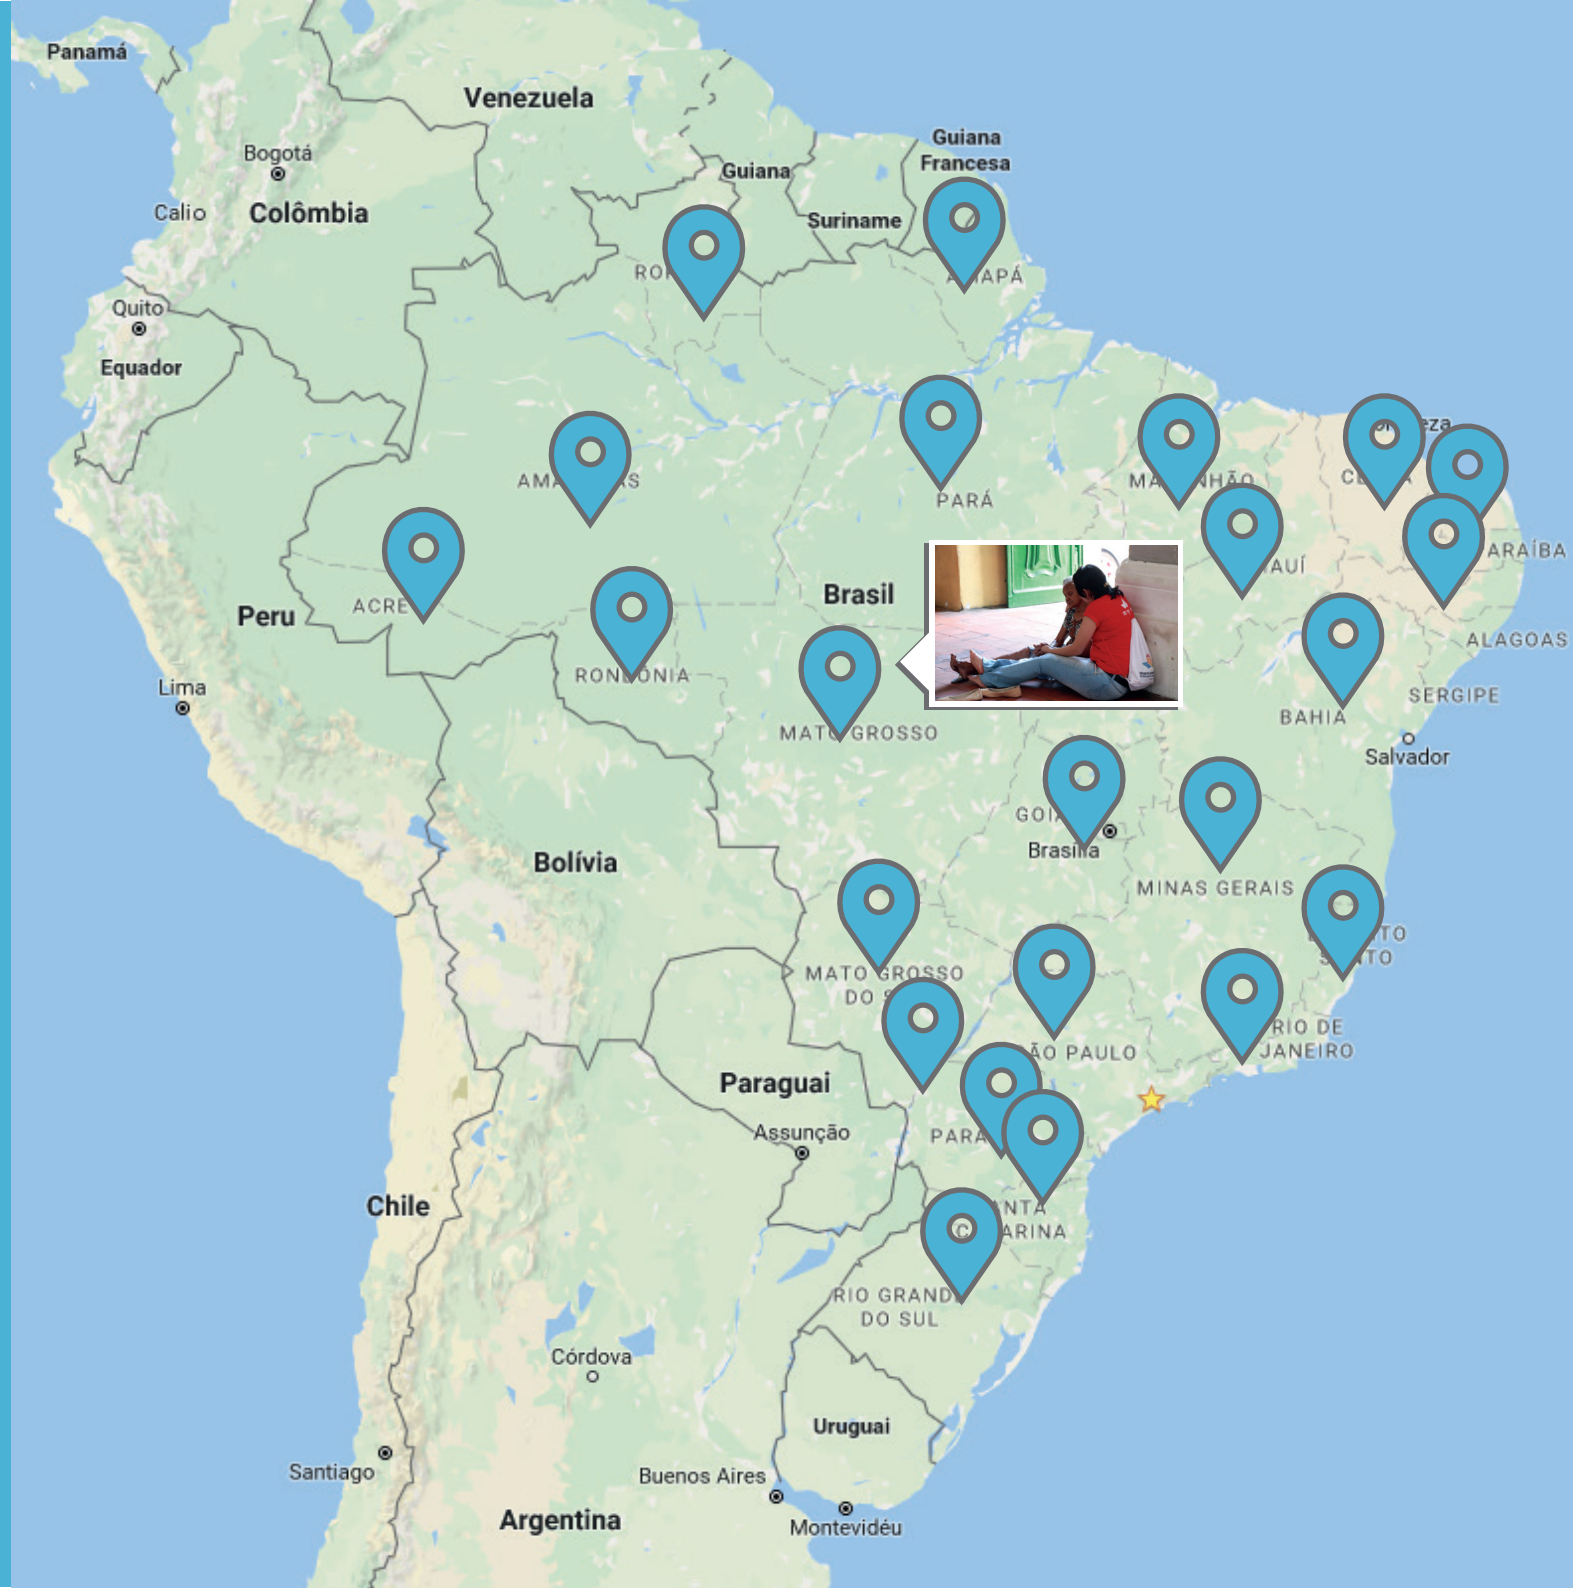 Panamá
Venezuela
Guiana
Francesa
Bogotá
Guiana
Calio
Colômbia
Suriname
Quito
Equador
PARÁ
Brasil
ACRE
Peru
RONDÔNIA
ALAGOAS
Lima
SERGIPE
BAHIA
MATO GROSSO
Salvador
Brasília
Bolívia
MINAS GERAIS
MATO GROSSO
DO
RIO DE
JANEIRO
Paraguai
Assunção
Chile
RIO
DO SUL
Córdova
Uruguai
Santiago
Buenos Aires
Argentina
Montevidéu